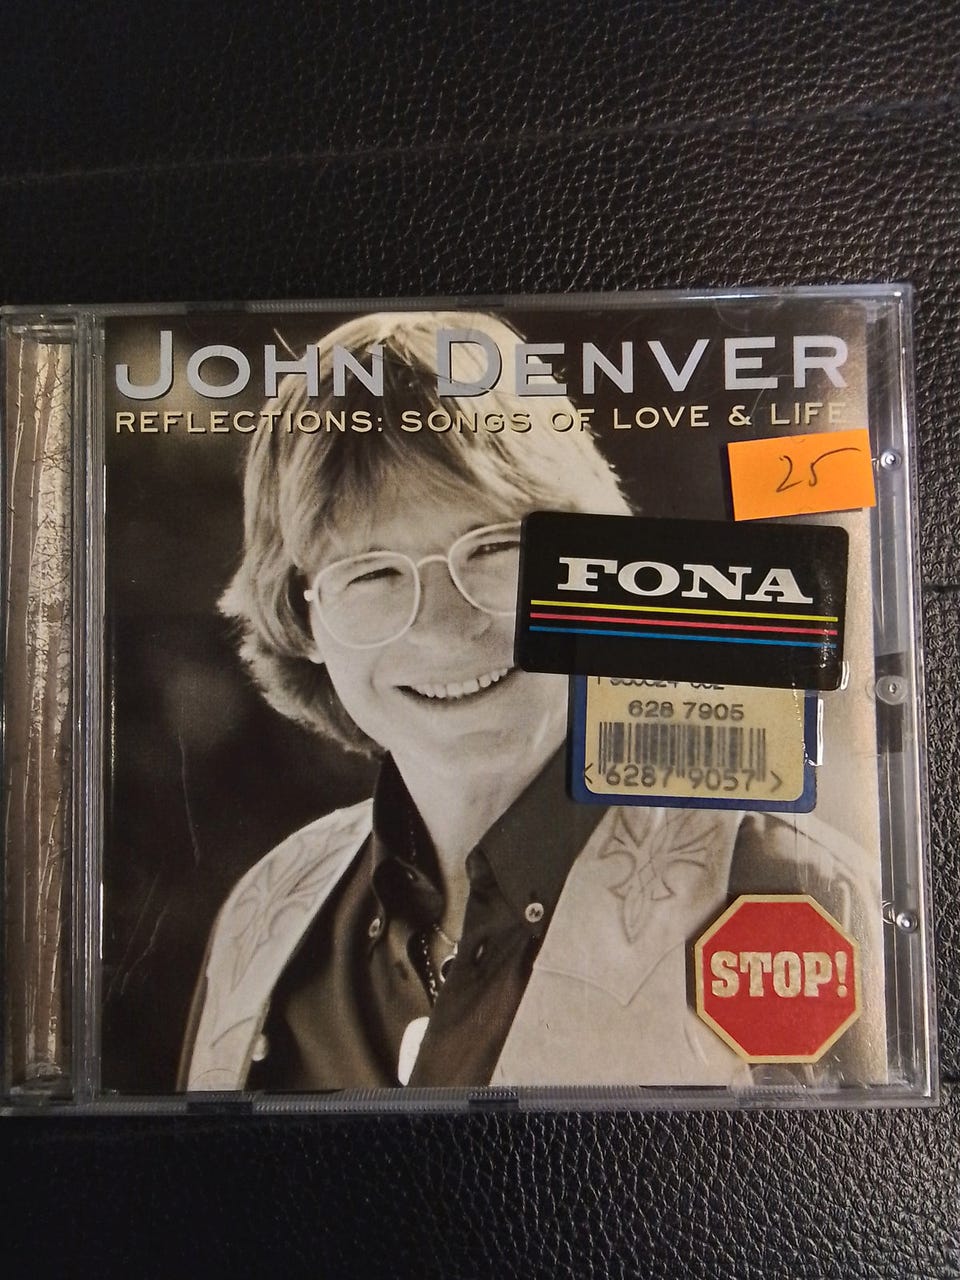 JOHN DENVER
REFLECTIONS: SONGS OF LOVE & LIFE
25
FONA
628 7905
<6287"9057">
STOP!